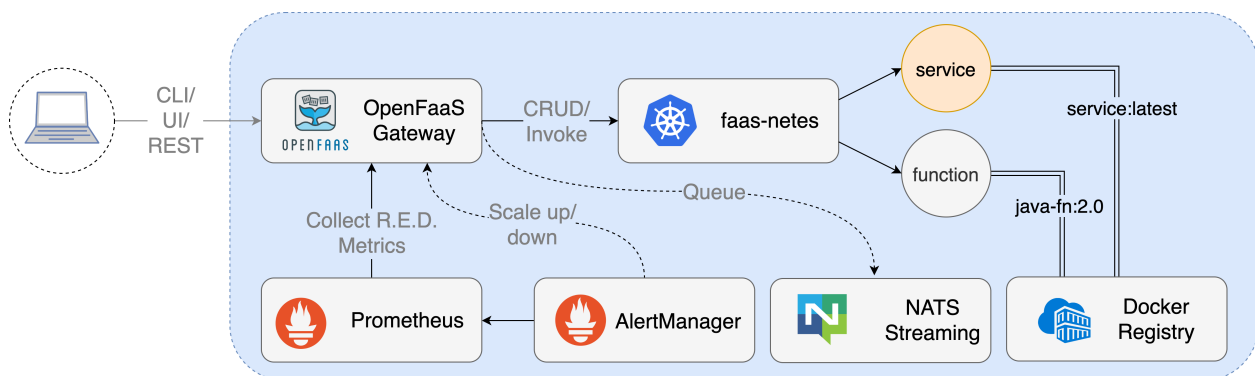 CLI/
UI/
REST
OPENFAAS
OpenFaaS
Gateway
CRUD/
Invoke
faas-netes
service
service:latest
function
java-fn:2.0
Queue
Collect R.E.D.
Metrics
Scale up/
down
Prometheus
AlertManager
N
NATS
Streaming
Docker
Registry